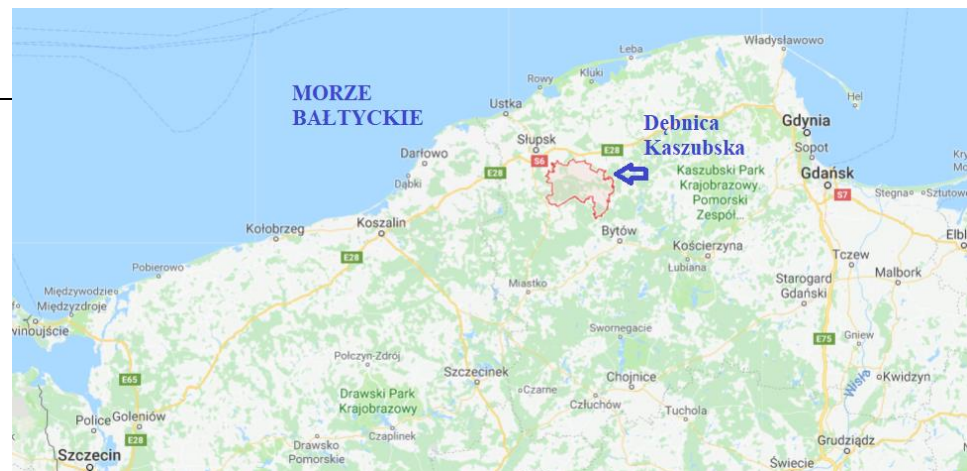 Władysławowo
Łeba
Rowy
Kluki
MORZE
BAŁTYCKIE
Hel
Ustka
Gdynia
Dębnica
Kaszubska
Słupsk
E28
Sopot
S6
Darłowo
Kaszubski Park
Krajobrazowy.
Pomorski
Zespół...
Gdańsk
E28
Dąbki
S7
Stegna
Sztutowo
Kołobrzeg
Koszalin
Bytów
Kościerzyna
E28
Tczew
Pobierowo
Lubiana
Malbork
Starogard
Gdański
Miastko
Międzywodzie
Międzyzdroje
winoujście
Swornegacie
E75
Gniew
Połczyn-Zdrój
Szczecinek
Chojnice
Wisła
Kwidzyn
E65
Czarne
Drawski Park
Krajobrazowy
Człuchów
Tuchola
Police
Goleniów
Czaplinek
E28
Drawsko
Pomorskie
Grudziądz
Szczecin
Świecie